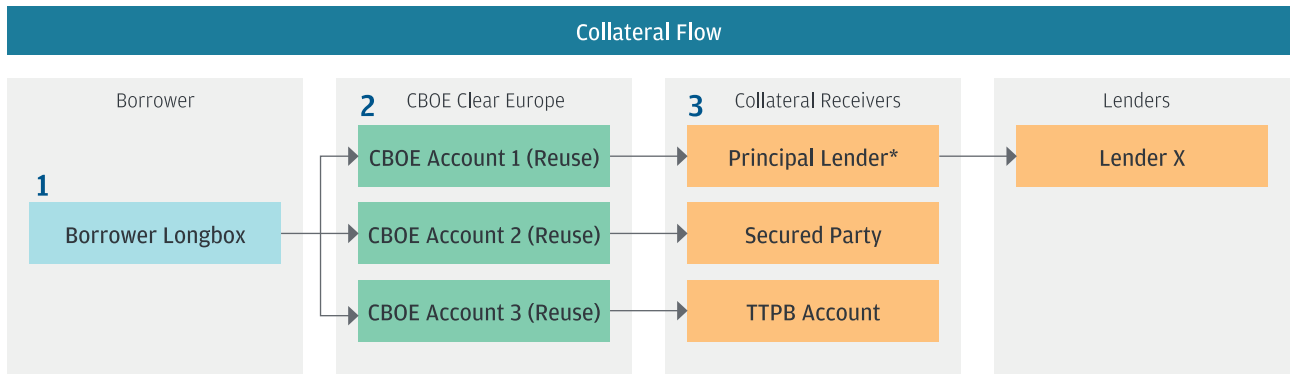 Collateral Flow
Borrower
1
Borrower Longbox
2
CBOE Clear Europe
CBOE Account 1 (Reuse)
CBOE Account 2 (Reuse)
CBOE Account 3 (Reuse)
3
Collateral Receivers
Principal Lender*
Secured Party
TTPB Account
Lenders
Lender X